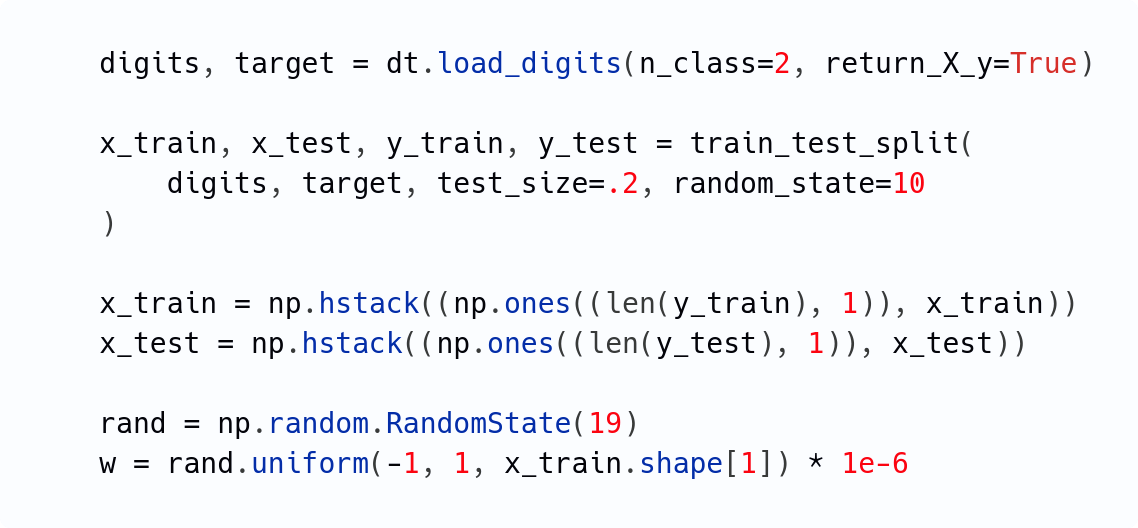 digits, target = dt.load_digits(n_class=2, return_X_y=True)
x_train, x_test, y_train, y_test = train_test_split(
    digits, target, test_size=.2, random_state=10
)
x_train = np.hstack((np.ones((len(y_train), 1)), x_train))
x_test = np.hstack((np.ones((len(y_test), 1)), x_test))
rand = np.random.RandomState(19)
w = rand.uniform(-1, 1, x_train.shape[1]) * 1e-6